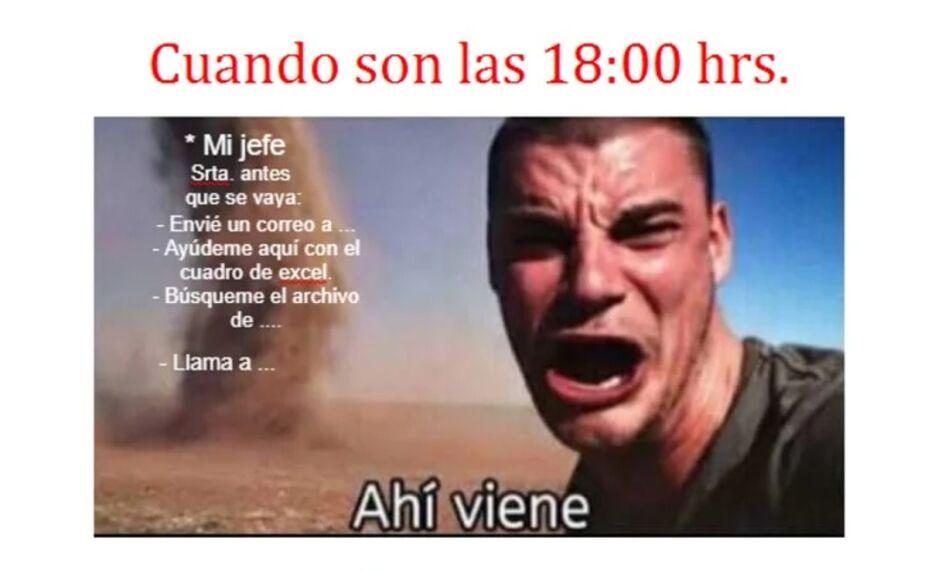 Cuando son las 18:00 hrs.
* Mi jefe
Srta. antes
que se vaya:
- Envié un correo a ...
- Ayúdeme aquí con el
cuadro de excel.
- Búsqueme el archivo
de ....
- Llama a ...
Ahí viene